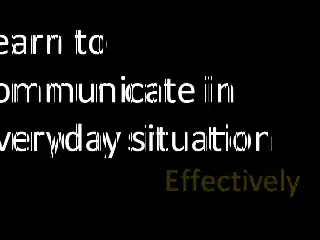 earn to
ommunicate in
veryday situation
Effectively